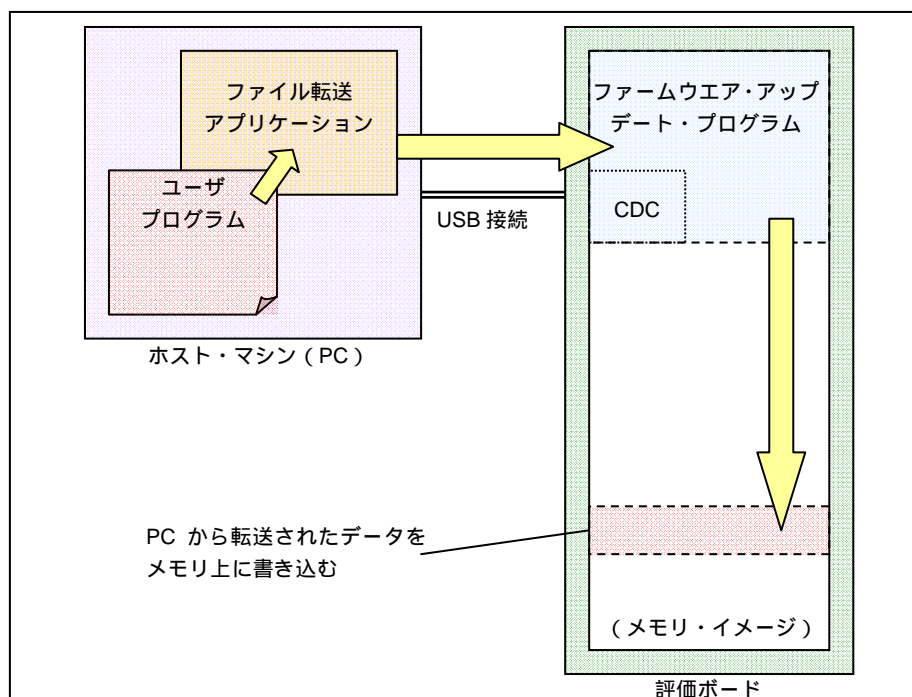 ファイル転送
アプリケーション
ユーザ
プログラム
ホスト・マシン（PC）
USB 接続
ファームウエア・アップ
デート・プログラム
CDC
PC から転送されたデータを
メモリ上に書き込む
（メモリ・イメージ）
評価ボード